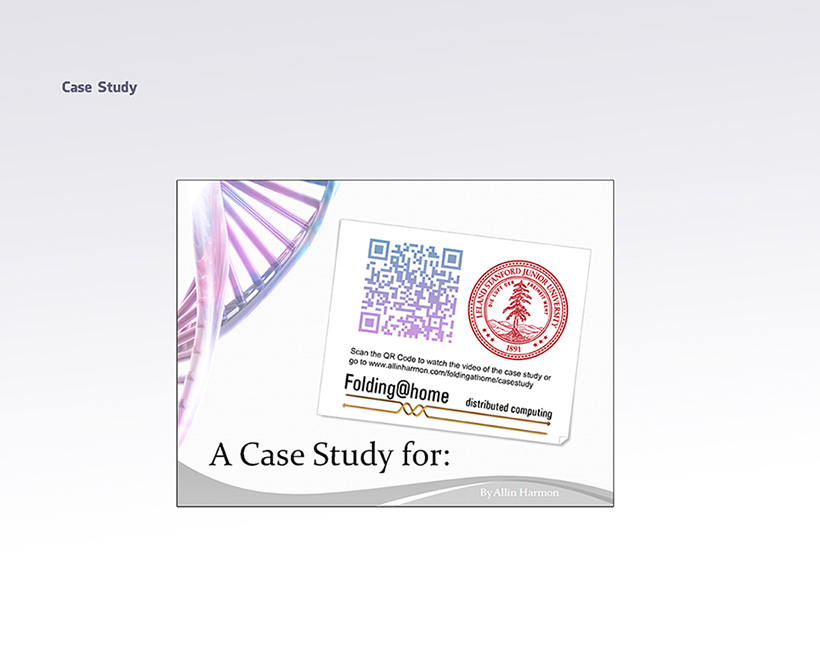 Case Study
LELAND STANFORD JUNIOR UNIVERSITY
DIE LUFT DER FREIHEIT WEHT
1891
Scan the QR Code to watch the video of the case study or
go to www.allinharmon.com/foldingathome/casestudy
Folding@home
distributed computing
A Case Study for:
By Allin Harmon